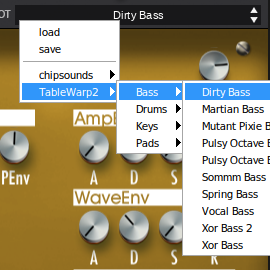 OT
Dirty Bass
load
save
chipsounds
TableWarp2
Bass
Drums
Keys
Pads
Dirty Bass
Martian Bass
Mutant Pixie B
Pulsy Octave B
Pulsy Octave B
Sommm Bass
Spring Bass
Vocal Bass
Xor Bass 2
Xor Bass
AmpE
PEnv
A D S
WaveEnv
A D S R